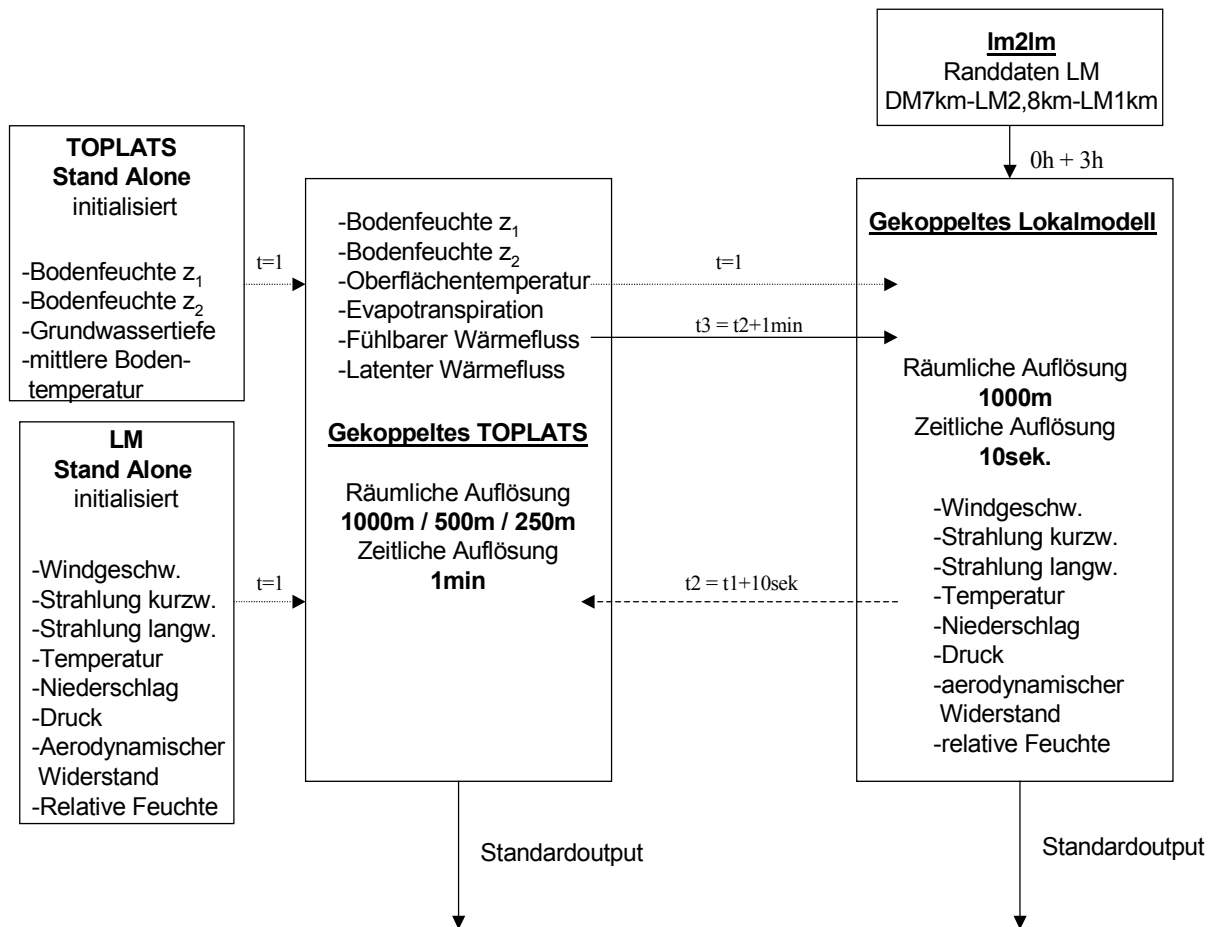 lm2lm
Randdaten LM
DM7km-LM2,8km-LM1km
0h + 3h
TOPLATS
Stand Alone
initialisiert
-Bodenfeuchte z1
-Bodenfeuchte z2
-Grundwassertiefe
-mittlere Boden-
temperatur
t=1
LM
Stand Alone
initialisiert
-Windgeschw.
-Strahlung kurzw.
-Strahlung langw.
-Temperatur
-Niederschlag
-Druck
-Aerodynamischer
Widerstand
-Relative Feuchte
t=1
-Bodenfeuchte z1
-Bodenfeuchte z2
-Oberflächentemperatur
-Evapotranspiration
-Fühlbarer Wärmefluss
-Latenter Wärmefluss
Gekoppeltes TOPLATS
Räumliche Auflösung
1000m / 500m / 250m
Zeitliche Auflösung
1min
t=1
t3 = t2+1min
t2 = t1+10sek
Gekoppeltes Lokalmodell
Räumliche Auflösung
1000m
Zeitliche Auflösung
10sek.
-Windgeschw.
-Strahlung kurzw.
-Strahlung langw.
-Temperatur
-Niederschlag
-Druck
-aerodynamischer
Widerstand
-relative Feuchte
Standardoutput
Standardoutput